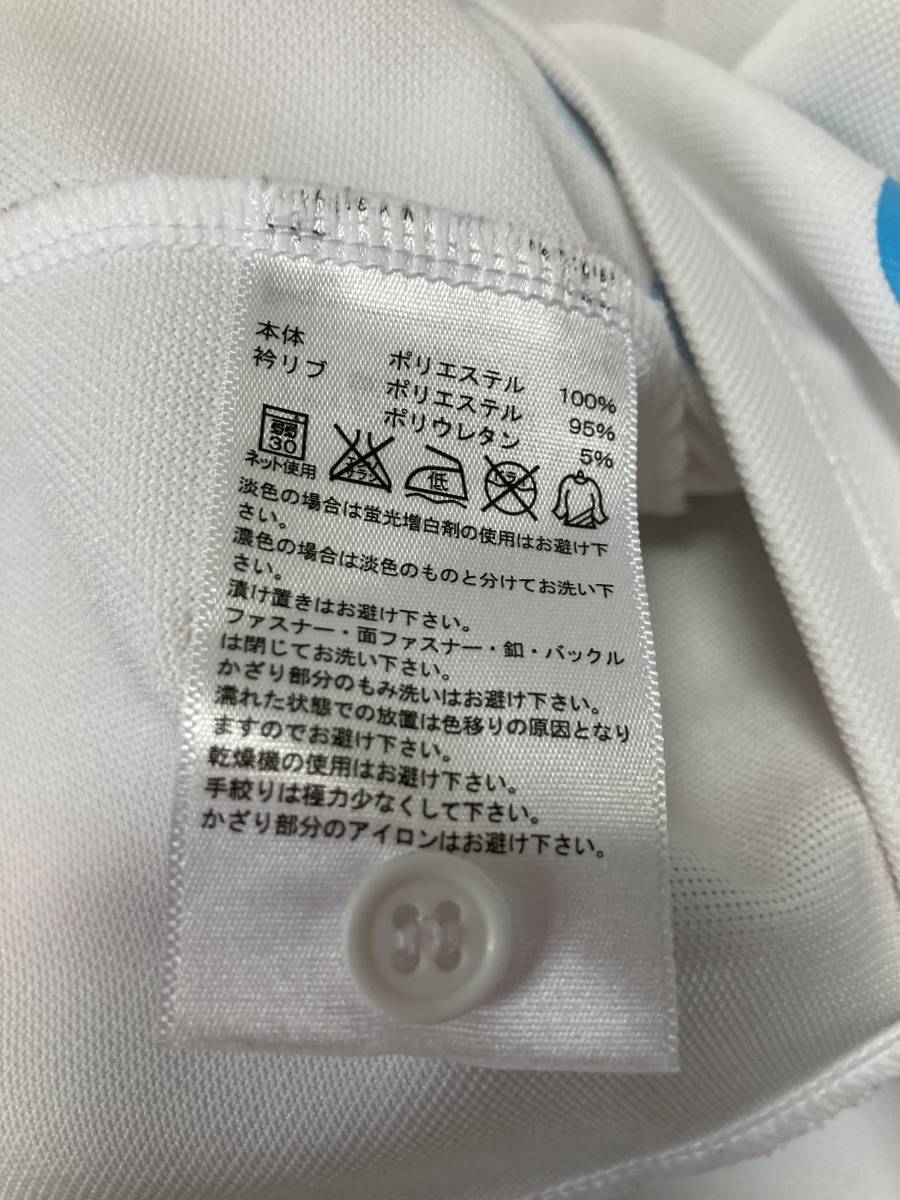 本体 ポリエステル 100%
衿リブ ポリエステル 95%
ポリウレタン 5%
弱
30
ネット使用
エンソ
サラシ
低
ドライ
淡色の場合は蛍光増白剤の使用はお避け下
さい。
濃色の場合は淡色のものと分けてお洗い下
さい。
漬け置きはお避け下さい。
ファスナー・面ファスナー・釦・バックル
は閉じてお洗い下さい。
かざり部分のもみ洗いはお避け下さい。
濡れた状態での放置は色移りの原因となり
ますのでお避け下さい。
乾燥機の使用はお避け下さい。
手絞りは極力少なくして下さい。
かざり部分のアイロンはお避け下さい。